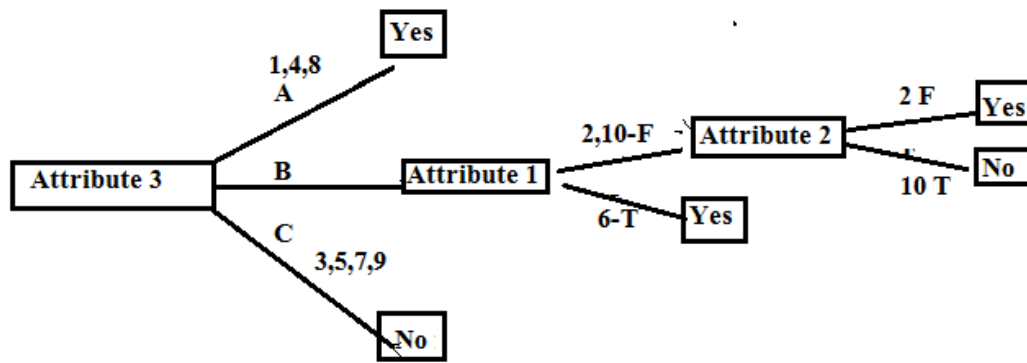 Yes
1,4,8
A
2 F
Yes
2,10-F
Attribute 2
Attribute 3
B
Attribute 1
No
10 T
6-T
Yes
C
3,5,7,9
No